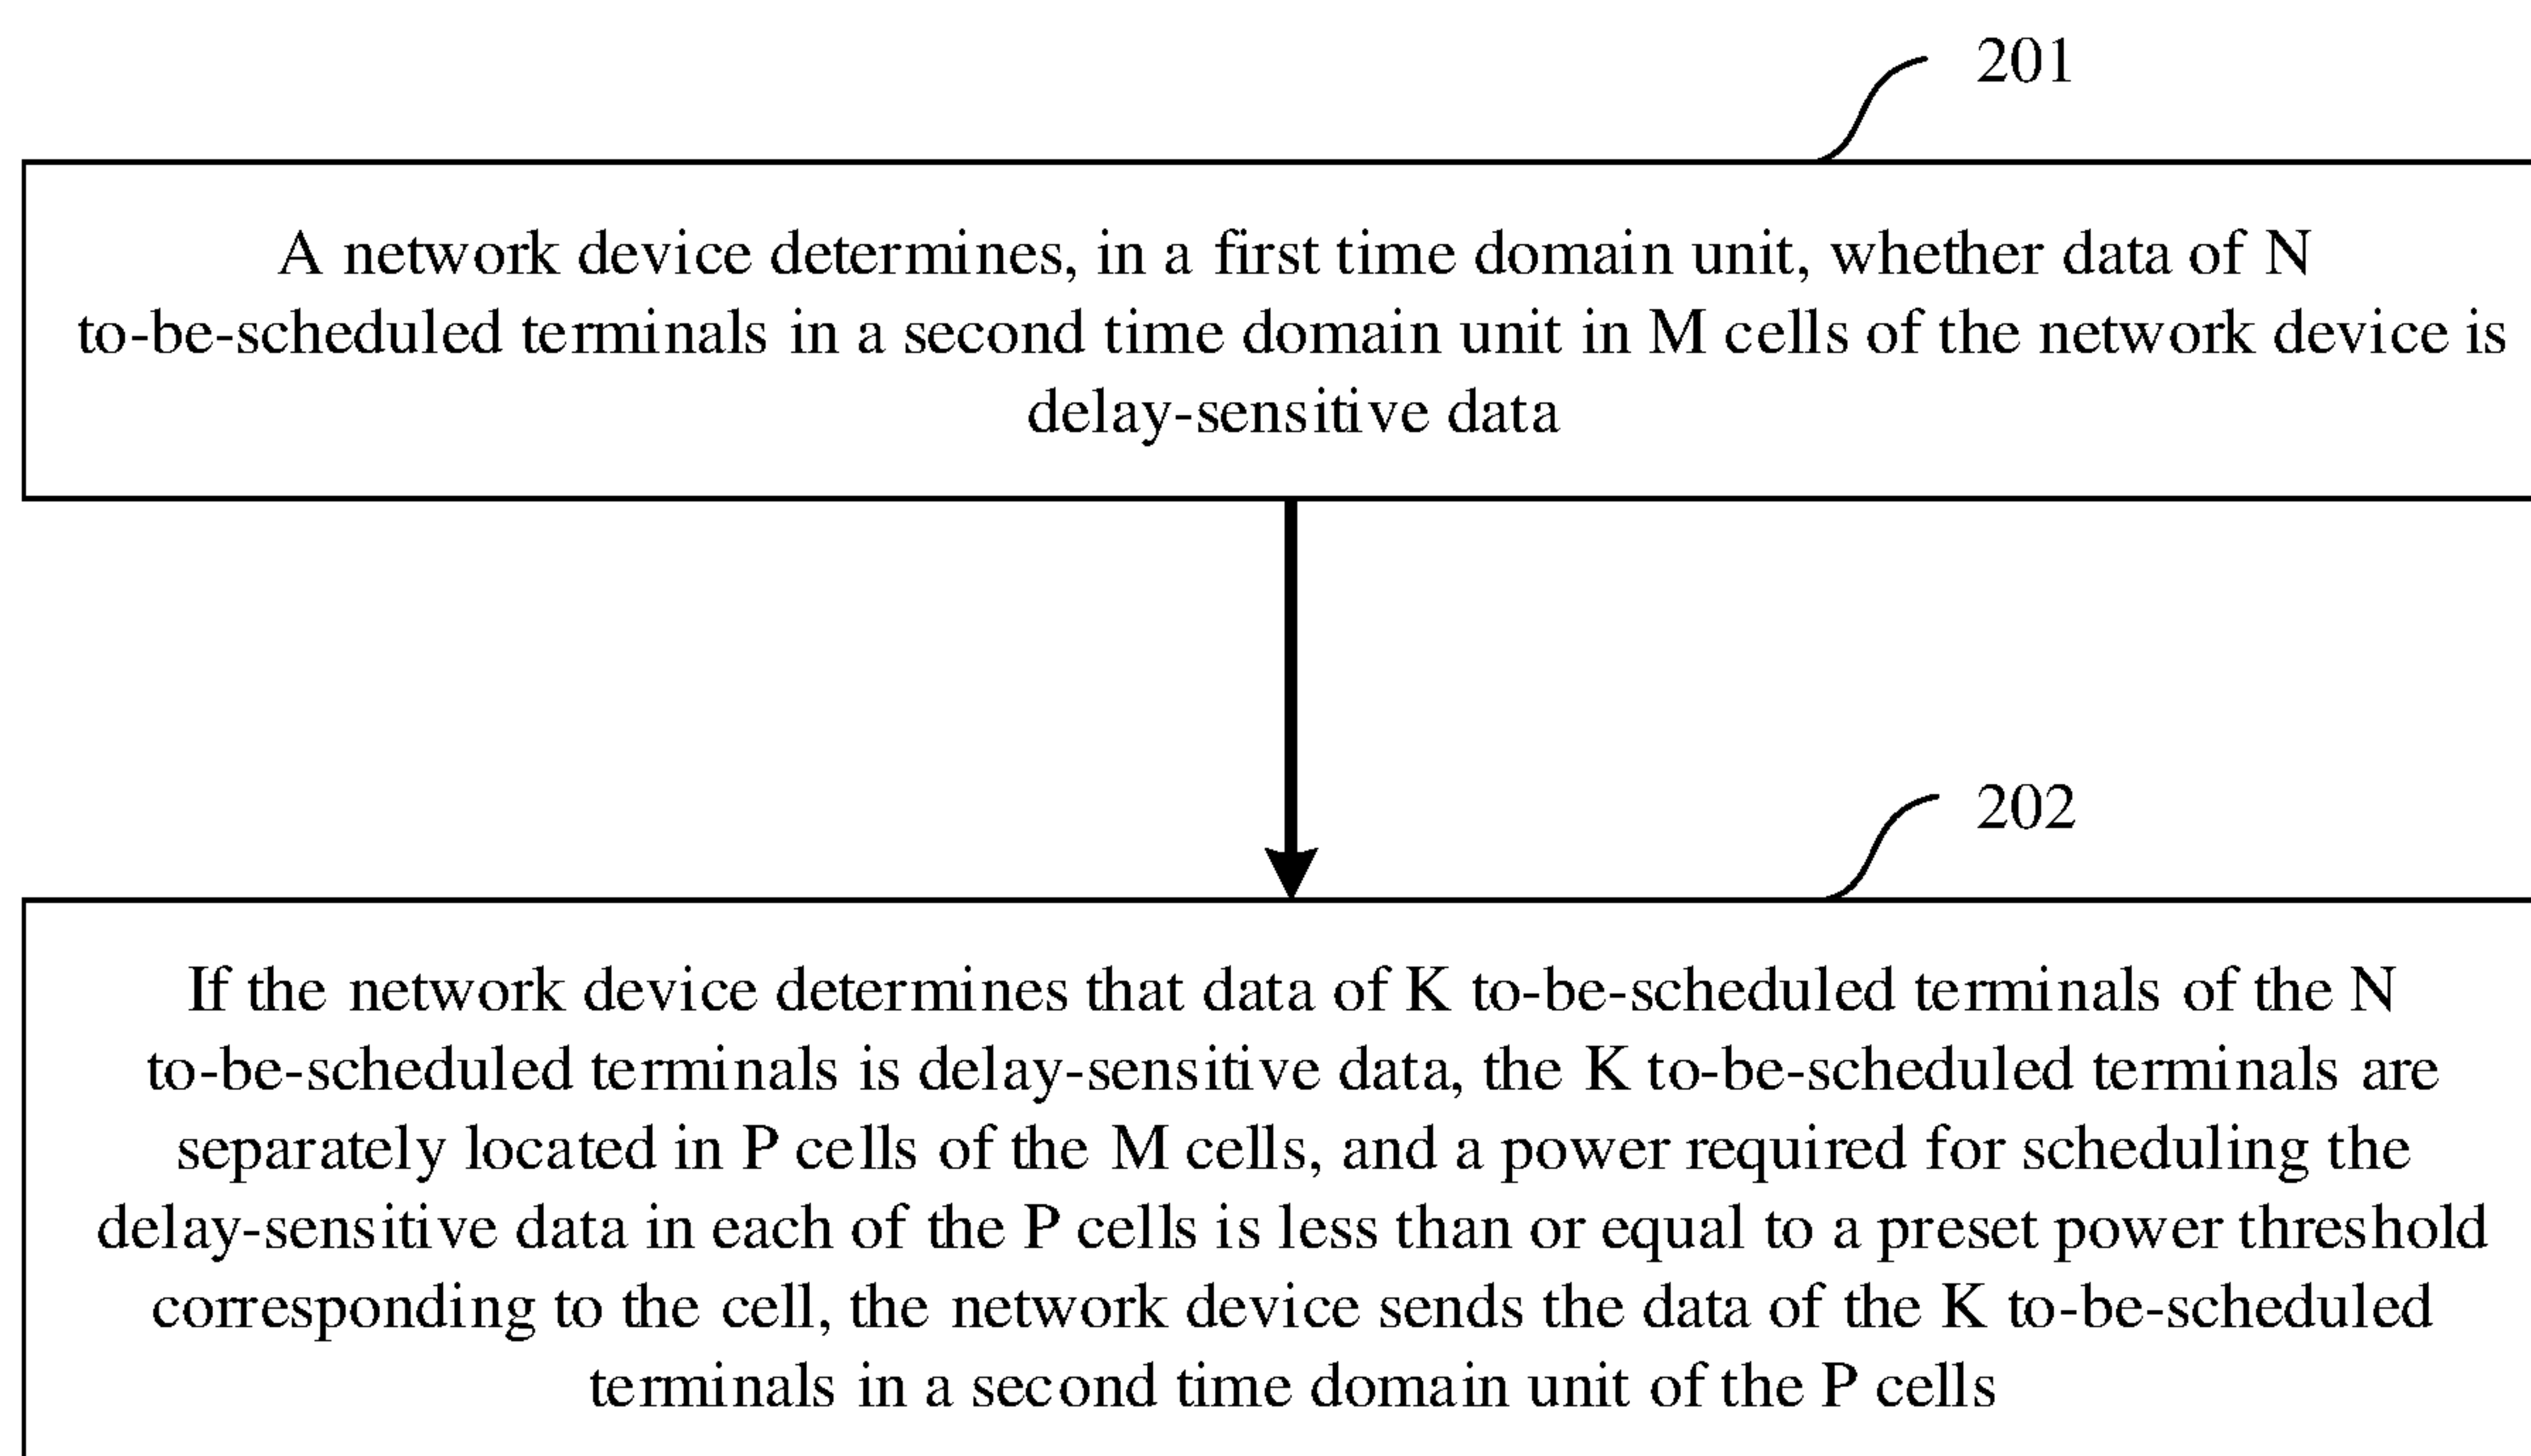 201
A network device determines, in a first time domain unit, whether data of N
to-be-scheduled terminals in a second time domain unit in M cells of the network device is
delay-sensitive data
202
If the network device determines that data of K to-be-scheduled terminals of the N
to-be-scheduled terminals is delay-sensitive data, the K to-be-scheduled terminals are
separately located in P cells of the M cells, and a power required for scheduling the
delay-sensitive data in each of the P cells is less than or equal to a preset power threshold
corresponding to the cell, the network device sends the data of the K to-be-scheduled
terminals in a second time domain unit of the P cells